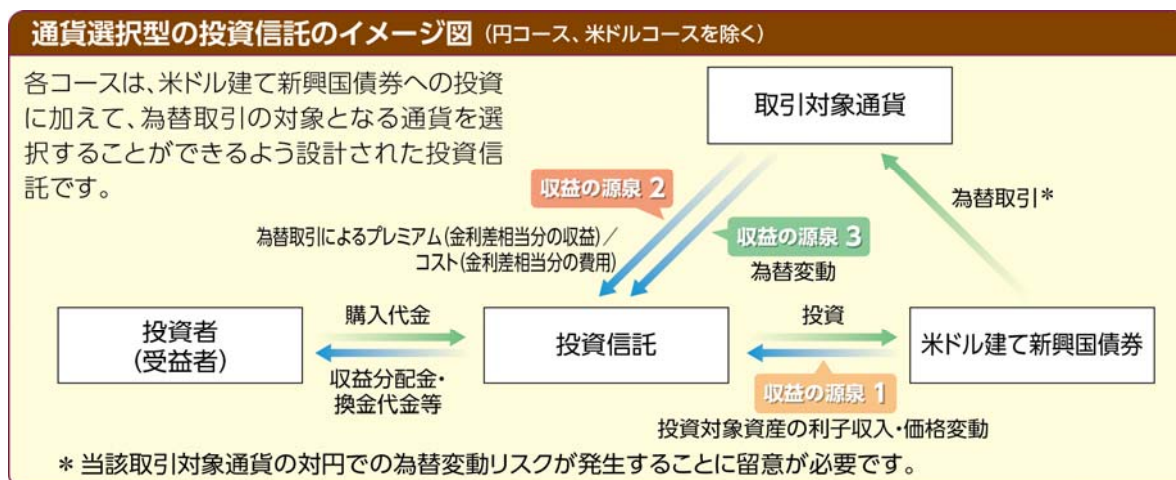 通貨選択型の投資信託のイメージ図（円コース、米ドルコースを除く）
各コースは、米ドル建て新興国債券への投資
に加えて、為替取引の対象となる通貨を選
択することができるよう設計された投資信
託です。
取引対象通貨
収益の源泉 2
為替取引＊
為替取引によるプレミアム（金利差相当分の収益）／
コスト（金利差相当分の費用）
収益の源泉 3
為替変動
投資者
（受益者）
購入代金
収益分配金・
換金代金等
投資信託
投資
収益の源泉 1
投資対象資産の利子収入・価格変動
米ドル建て新興国債券
＊当該取引対象通貨の対円での為替変動リスクが発生することに留意が必要です。